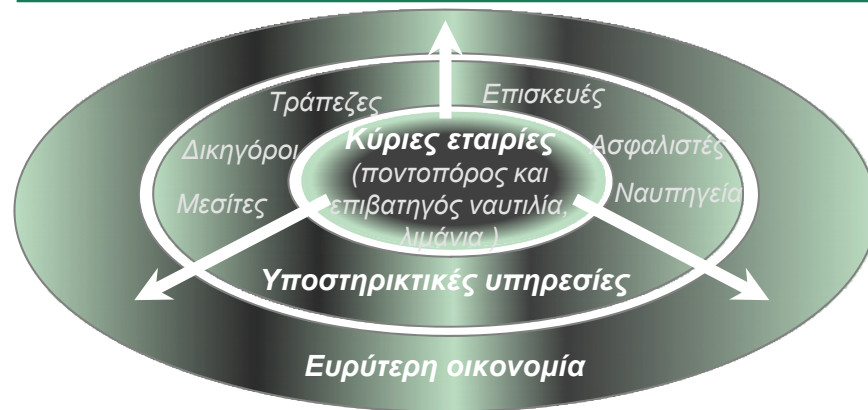 Τράπεζες
Επισκευές
Δικηγόροι
Κύριες εταιρίες
Ασφαλιστές
(ποντοπόρος και
Μεσίτες
επιβατηγός ναυτιλία,
Ναυπηγεία
λιμάνια )
Υποστηρικτικές υπηρεσίες
Ευρύτερη οικονομία